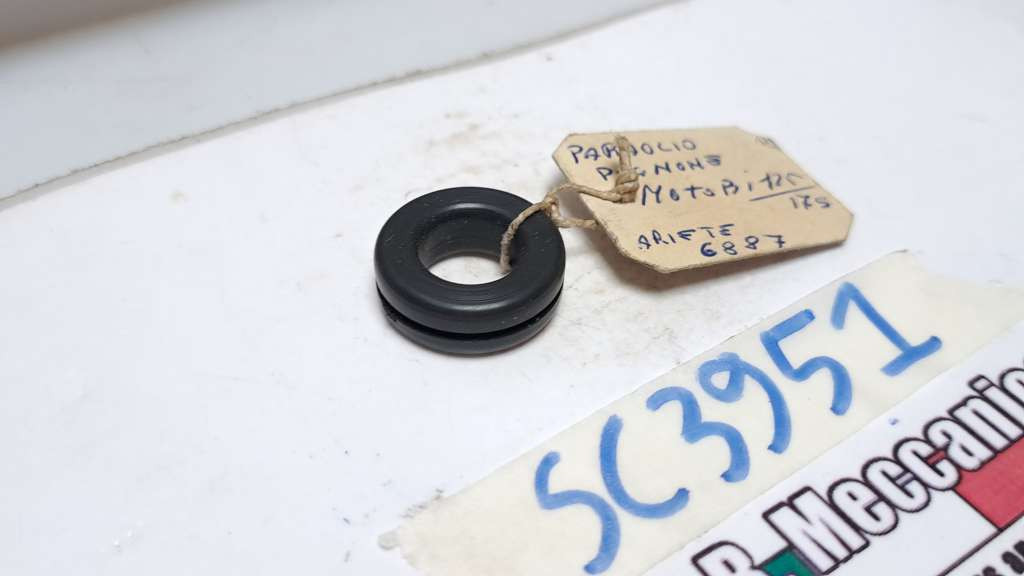 PARAOLIO
PIGNONE
MotoBi 125
175
ARIETE
6887
SC3951
B-Meccanic